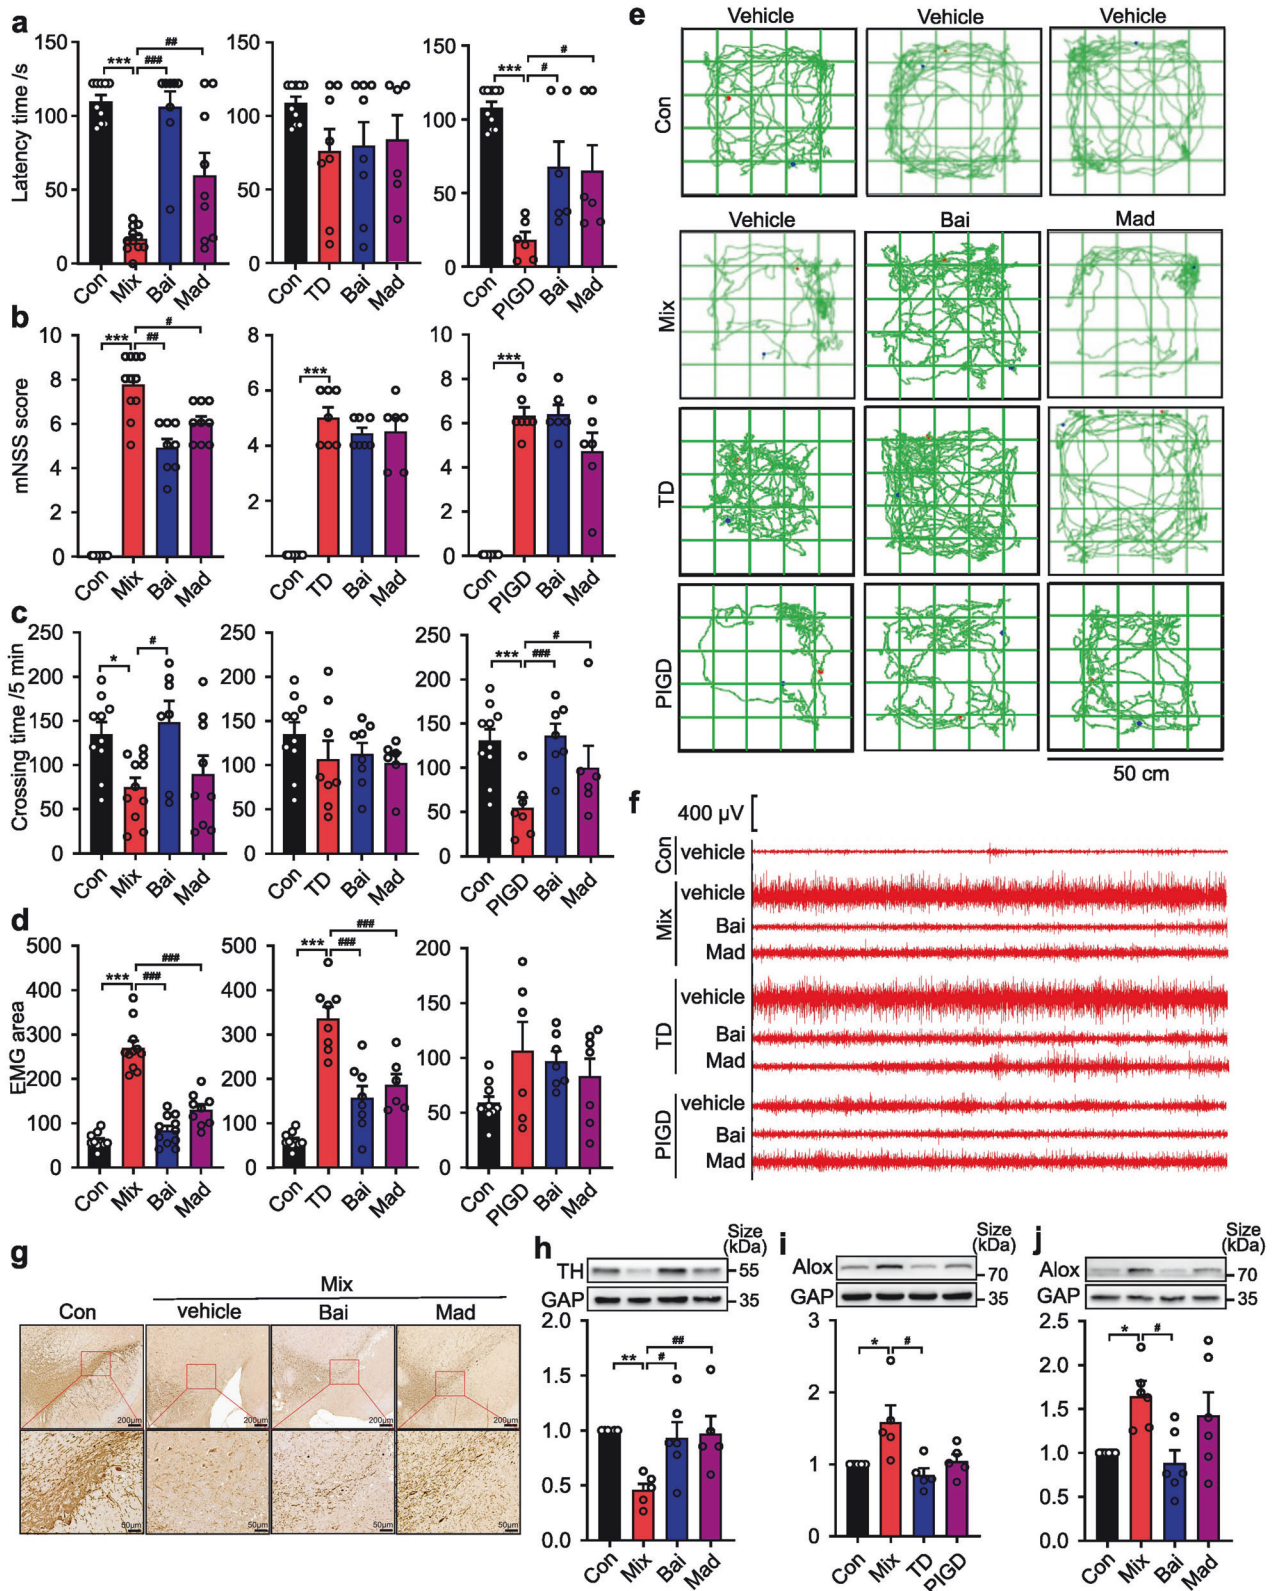 a
Latency time /s
150
100
50
0
*** ### ##
Con Mix Bai Mad
150
100
50
0
Con TD Bai Mad
150
100
50
0
*** # #
Con PIGD Bai Mad
b
mNSS score
10
8
6
4
2
0
*** ## #
Con Mix Bai Mad
8
6
4
2
0
***
Con TD Bai Mad
10
8
6
4
2
0
***
Con PIGD Bai Mad
c
Crossing time /5 min
250
200
150
100
50
0
* #
Con Mix Bai Mad
250
200
150
100
50
0
Con TD Bai Mad
250
200
150
100
50
0
*** ### #
Con PIGD Bai Mad
d
EMG area
500
400
300
200
100
0
*** ### ###
Con Mix Bai Mad
500
400
300
200
100
0
*** ### ###
Con TD Bai Mad
200
150
100
50
0
Con PIGD Bai Mad
e
Vehicle Vehicle Vehicle
Con
Vehicle Bai Mad
Mix
TD
PIGD
50 cm
f
400 µV
Con
vehicle
Mix
vehicle
Bai
Mad
TD
vehicle
Bai
Mad
PIGD
vehicle
Bai
Mad
g
Mix
Con vehicle Bai Mad
200µm 200µm 200µm 200µm
50µm 50µm 50µm 50µm
h
Size
(kDa)
TH 55
GAP 35
2.0
1.5
1.0
0.5
0.0
** # ##
Con Mix Bai Mad
i
Size
(kDa)
Alox 70
GAP 35
3
2
1
0
* #
Con Mix TD PIGD
j
Size
(kDa)
Alox 70
GAP 35
2.5
2.0
1.5
1.0
0.5
0.0
* #
Con Mix Bai Mad